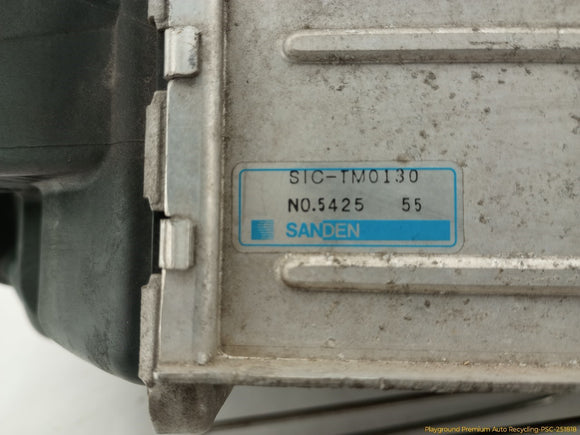 SIC-TM0130
NO.5425 55
SANDEN
Playground Premium Auto Recycling-PSC-251818